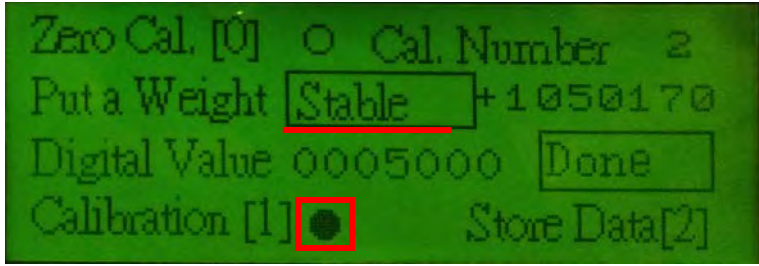 Zero Cal. [0] ○ Cal. Number 2
Put a Weight Stable +1050170
Digital Value 0005000 Done
Calibration [1] ● Store Data[2]